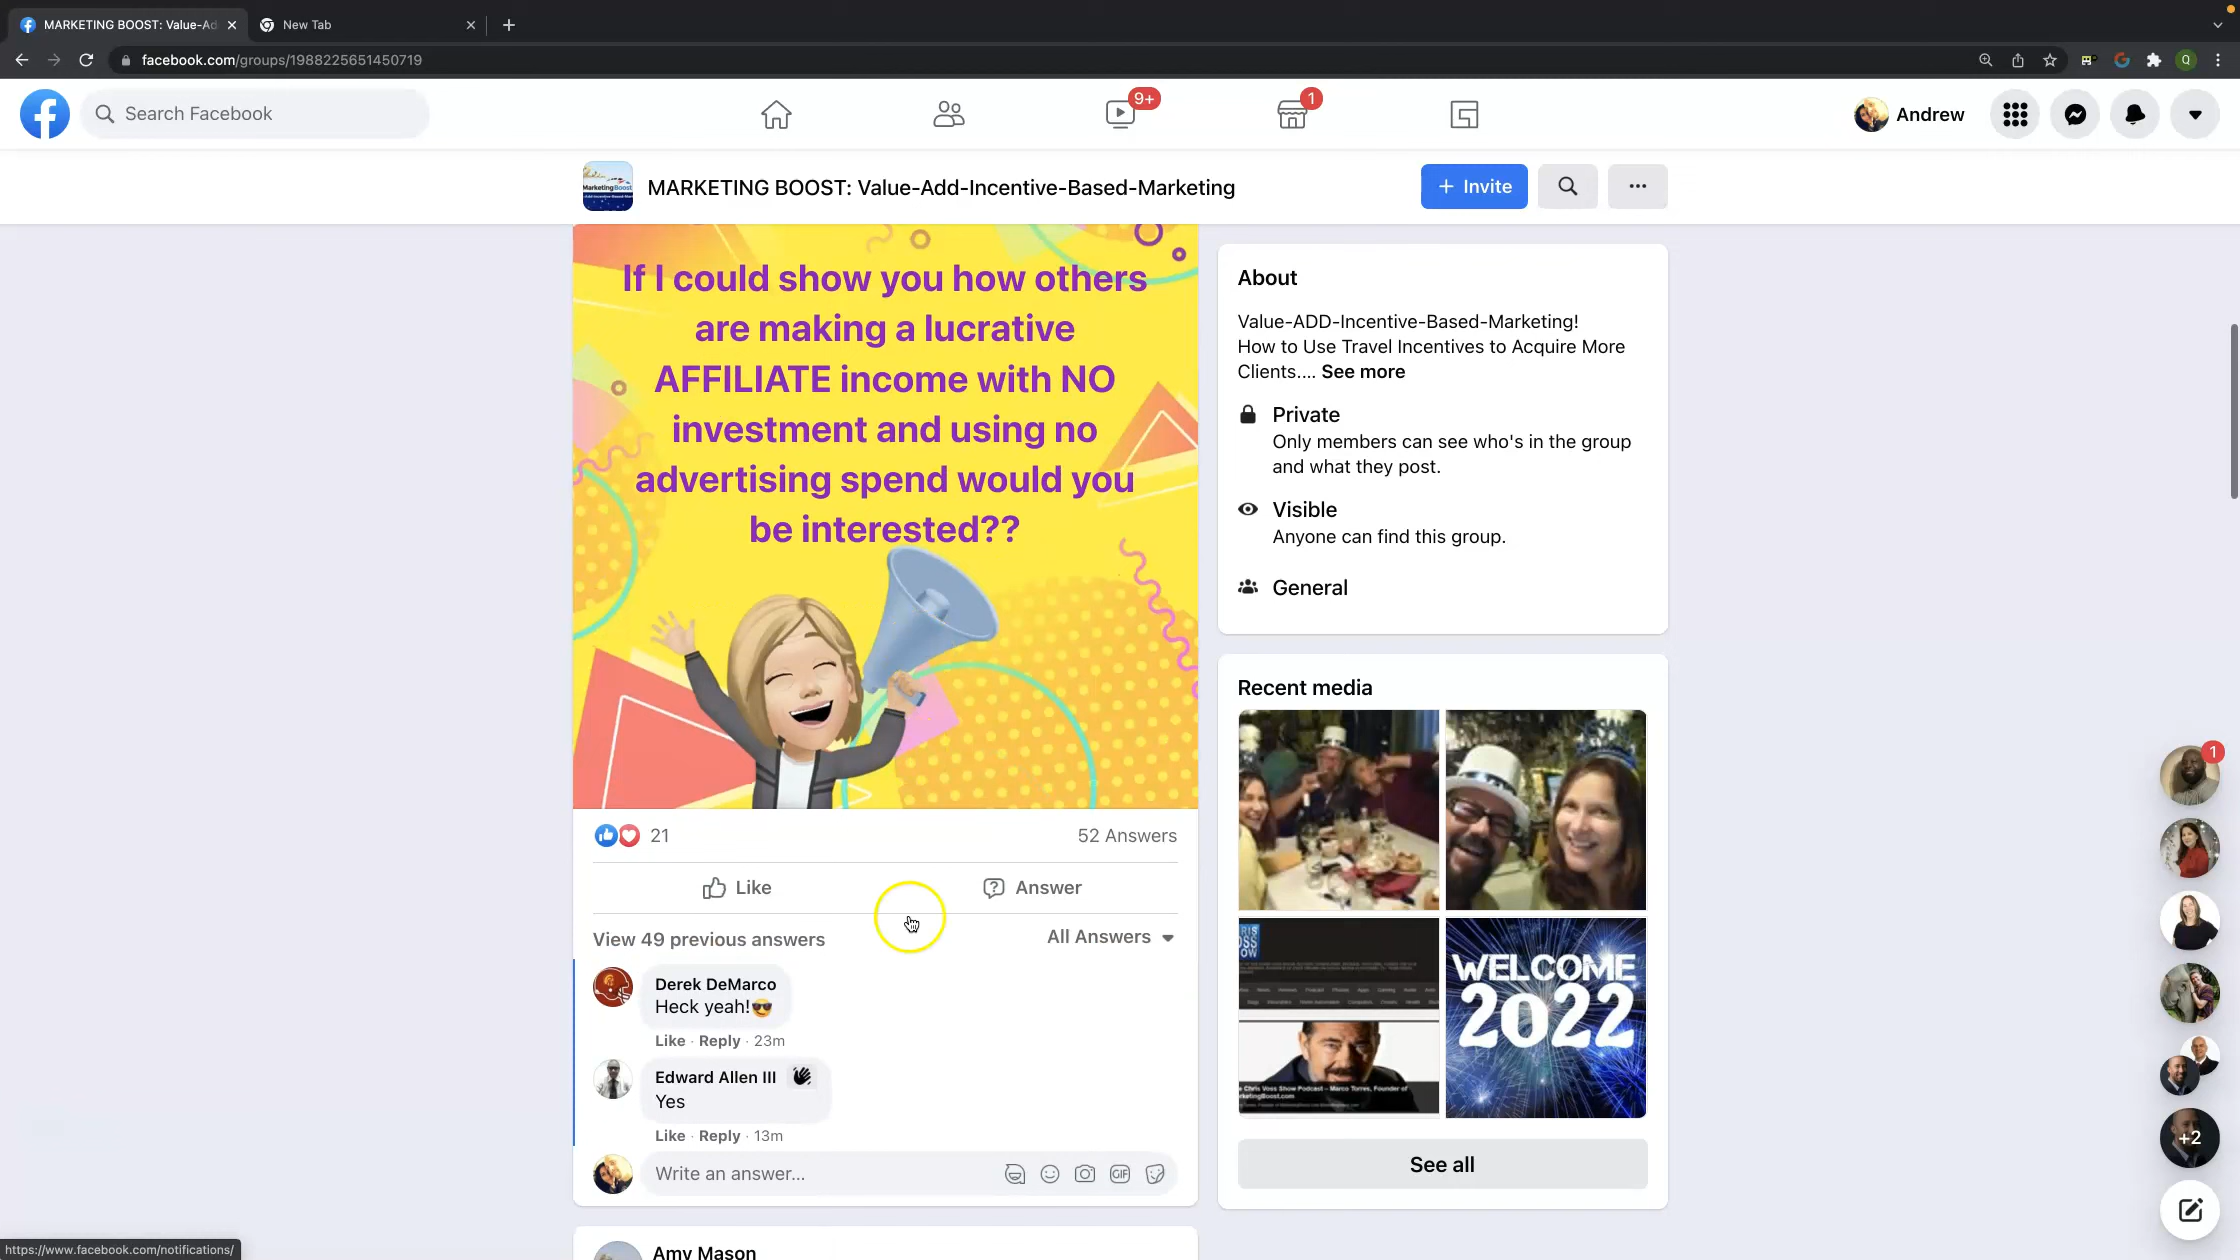 MARKETING BOOST: Value-Ad
New Tab
facebook.com/groups/1988225651450719
Q
Search Facebook
9+
1
Andrew
MARKETING BOOST: Value-Add-Incentive-Based-Marketing
+ Invite
If I could show you how others
are making a lucrative
AFFILIATE income with NO
investment and using no
advertising spend would you
be interested??
21
52 Answers
Like
Answer
View 49 previous answers
All Answers
Derek DeMarco
Heck yeah!😎
Like · Reply · 23m
Edward Allen III
Yes
Like · Reply · 13m
Write an answer...
GIF
Amy Mason
About
Value-ADD-Incentive-Based-Marketing!
How to Use Travel Incentives to Acquire More
Clients.... See more
Private
Only members can see who's in the group
and what they post.
Visible
Anyone can find this group.
General
Recent media
WELCOME
2022
See all
1
+2
https://www.facebook.com/notifications/